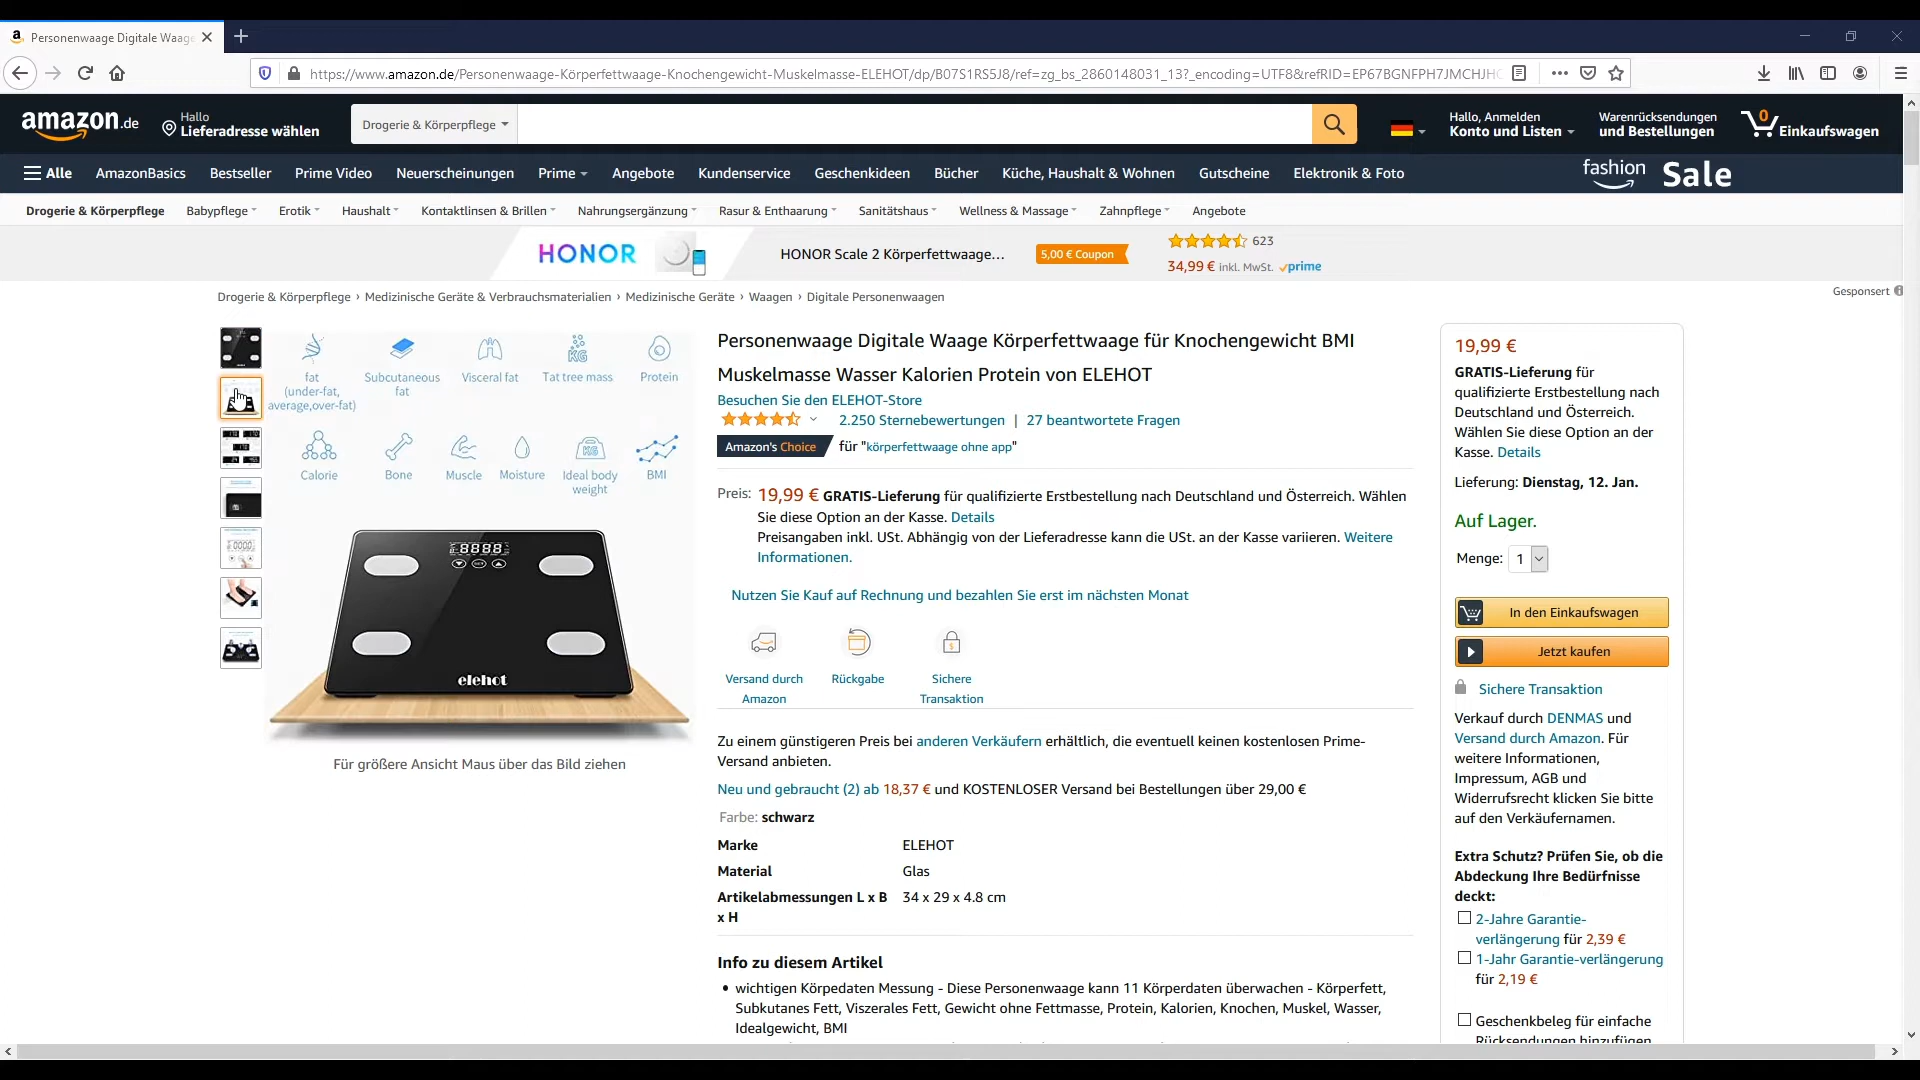 Personenwaage Digitale Waage
https://www.amazon.de/Personenwaage-Körperfettwaage-Knochengewicht-Muskelmasse-ELEHOT/dp/B07S1RS5J8/ref=zg_bs_2860148031_13?_encoding=UTF8&refRID=EP67BGNFPH7JMCHJH
amazon.de
Hallo
Lieferadresse wählen
Drogerie & Körperpflege
Hallo, Anmelden
Konto und Listen
Warenrücksendungen
und Bestellungen
0
Einkaufswagen
Alle AmazonBasics Bestseller Prime Video Neuerscheinungen Prime Angebote Kundenservice Geschenkideen Bücher Küche, Haushalt & Wohnen Gutscheine Elektronik & Foto fashion Sale
Drogerie & Körperpflege Babypflege Erotik Haushalt Kontaktlinsen & Brillen Nahrungsergänzung Rasur & Enthaarung Sanitätshaus Wellness & Massage Zahnpflege Angebote
HONOR HONOR Scale 2 Körperfettwaage… 5,00 € Coupon 623
34,99 € inkl. MwSt. prime
Gesponsert
Drogerie & Körperpflege › Medizinische Geräte & Verbrauchsmaterialien › Medizinische Geräte › Waagen › Digitale Personenwaagen
fat
(under-fat,
average,over-fat)
Subcutaneous
fat
Visceral fat
Tat tree mass
Protein
KG
Calorie
Bone
Muscle
Moisture
KG
Ideal body
weight
BMI
8888
SET
elehot
Für größere Ansicht Maus über das Bild ziehen
Personenwaage Digitale Waage Körperfettwaage für Knochengewicht BMI
Muskelmasse Wasser Kalorien Protein von ELEHOT
Besuchen Sie den ELEHOT-Store
2.250 Sternebewertungen | 27 beantwortete Fragen
Amazon's Choice für "körperfettwaage ohne app"
Preis: 19,99 € GRATIS-Lieferung für qualifizierte Erstbestellung nach Deutschland und Österreich. Wählen
Sie diese Option an der Kasse. Details
Preisangaben inkl. USt. Abhängig von der Lieferadresse kann die USt. an der Kasse variieren. Weitere
Informationen.
Nutzen Sie Kauf auf Rechnung und bezahlen Sie erst im nächsten Monat
Versand durch
Amazon
Rückgabe
Sichere
Transaktion
Zu einem günstigeren Preis bei anderen Verkäufern erhältlich, die eventuell keinen kostenlosen Prime-
Versand anbieten.
Neu und gebraucht (2) ab 18,37 € und KOSTENLOSER Versand bei Bestellungen über 29,00 €
Farbe: schwarz
Marke ELEHOT
Material Glas
Artikelabmessungen L x B 34 x 29 x 4.8 cm
x H
Info zu diesem Artikel
• wichtigen Körpedaten Messung - Diese Personenwaage kann 11 Körperdaten überwachen - Körperfett,
Subkutanes Fett, Viszerales Fett, Gewicht ohne Fettmasse, Protein, Kalorien, Knochen, Muskel, Wasser,
Idealgewicht, BMI
19,99 €
GRATIS-Lieferung für
qualifizierte Erstbestellung nach
Deutschland und Österreich.
Wählen Sie diese Option an der
Kasse. Details
Lieferung: Dienstag, 12. Jan.
Auf Lager.
Menge: 1
In den Einkaufswagen
Jetzt kaufen
Sichere Transaktion
Verkauf durch DENMAS und
Versand durch Amazon. Für
weitere Informationen,
Impressum, AGB und
Widerrufsrecht klicken Sie bitte
auf den Verkäufernamen.
Extra Schutz? Prüfen Sie, ob die
Abdeckung Ihre Bedürfnisse
deckt:
2-Jahre Garantie-
verlängerung für 2,39 €
1-Jahr Garantie-verlängerung
für 2,19 €
Geschenkbeleg für einfache
Rücksendungen hinzufügen